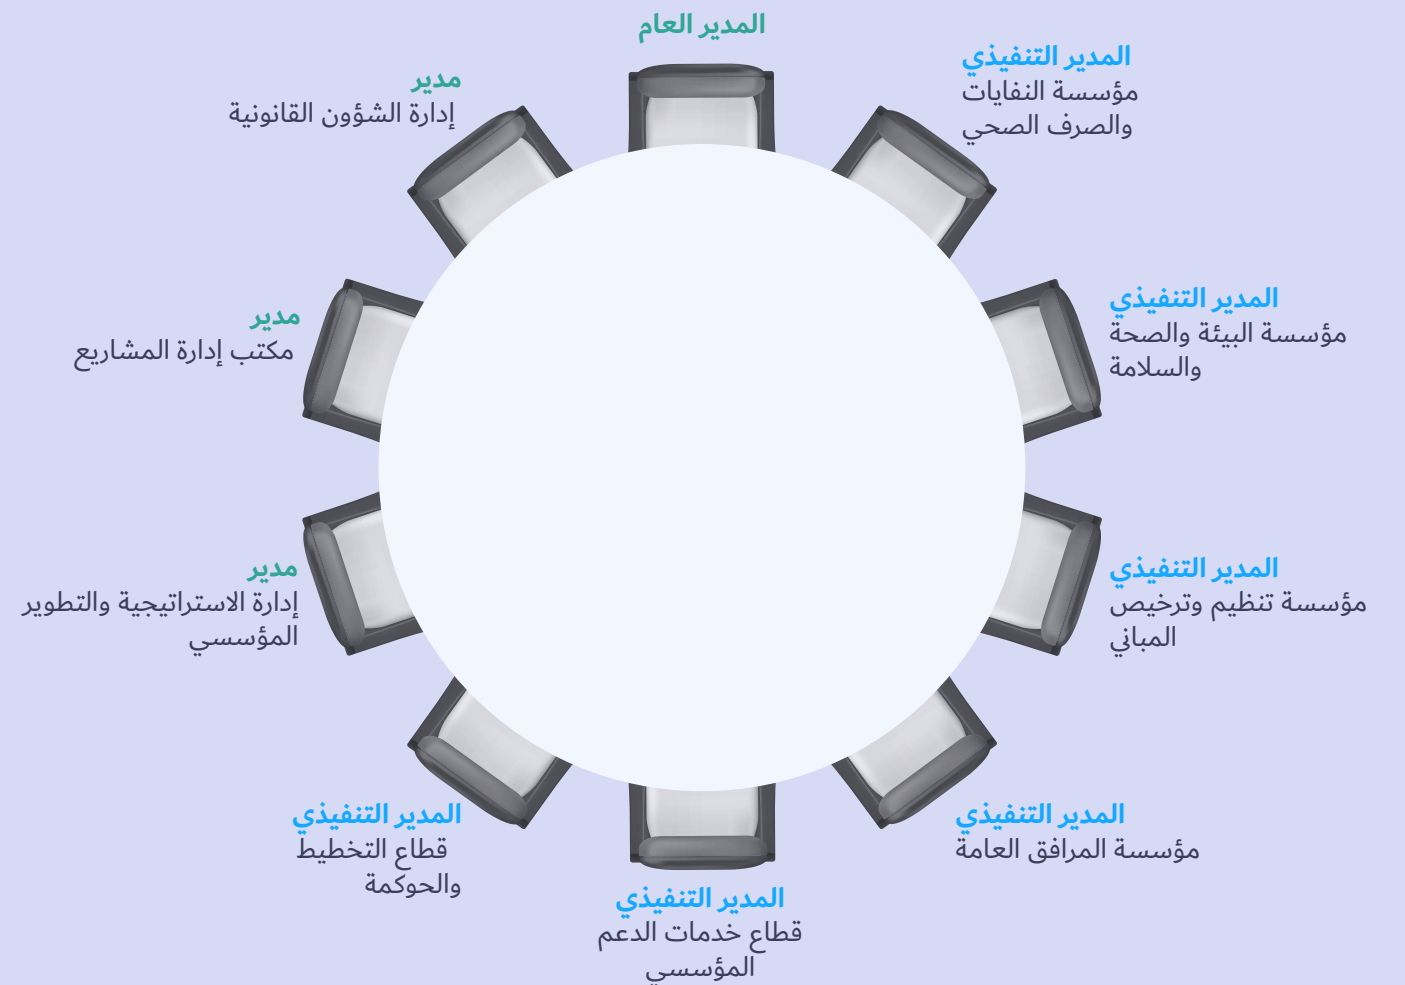 المدير العام
المدير التنفيذي
مؤسسة النفايات
والصرف الصحي
المدير التنفيذي
مؤسسة البيئة والصحة
والسلامة
المدير التنفيذي
مؤسسة تنظيم وترخيص
المباني
المدير التنفيذي
مؤسسة المرافق العامة
المدير التنفيذي
قطاع خدمات الدعم
المؤسسي
المدير التنفيذي
قطاع التخطيط
والحوكمة
مدير
إدارة الاستراتيجية والتطوير
المؤسسي
مدير
مكتب إدارة المشاريع
مدير
إدارة الشؤون القانونية